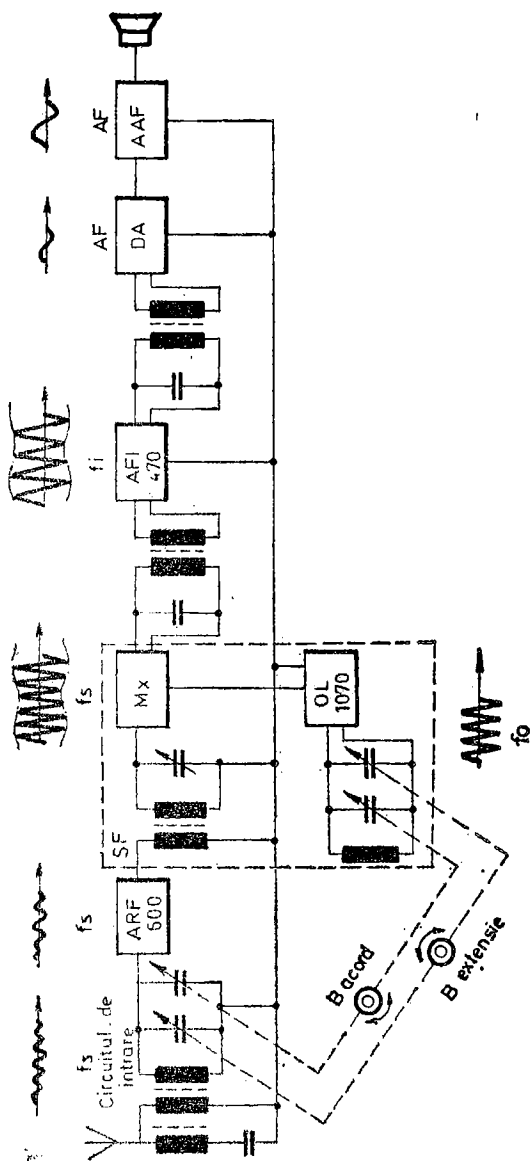 fs
Circuitul. de
intrare
fs
ARF
600
SF
fs
Mx
OL
1070
fo
fi
AFI
470
AF
DA
AF
AAF
B acord
B extensie